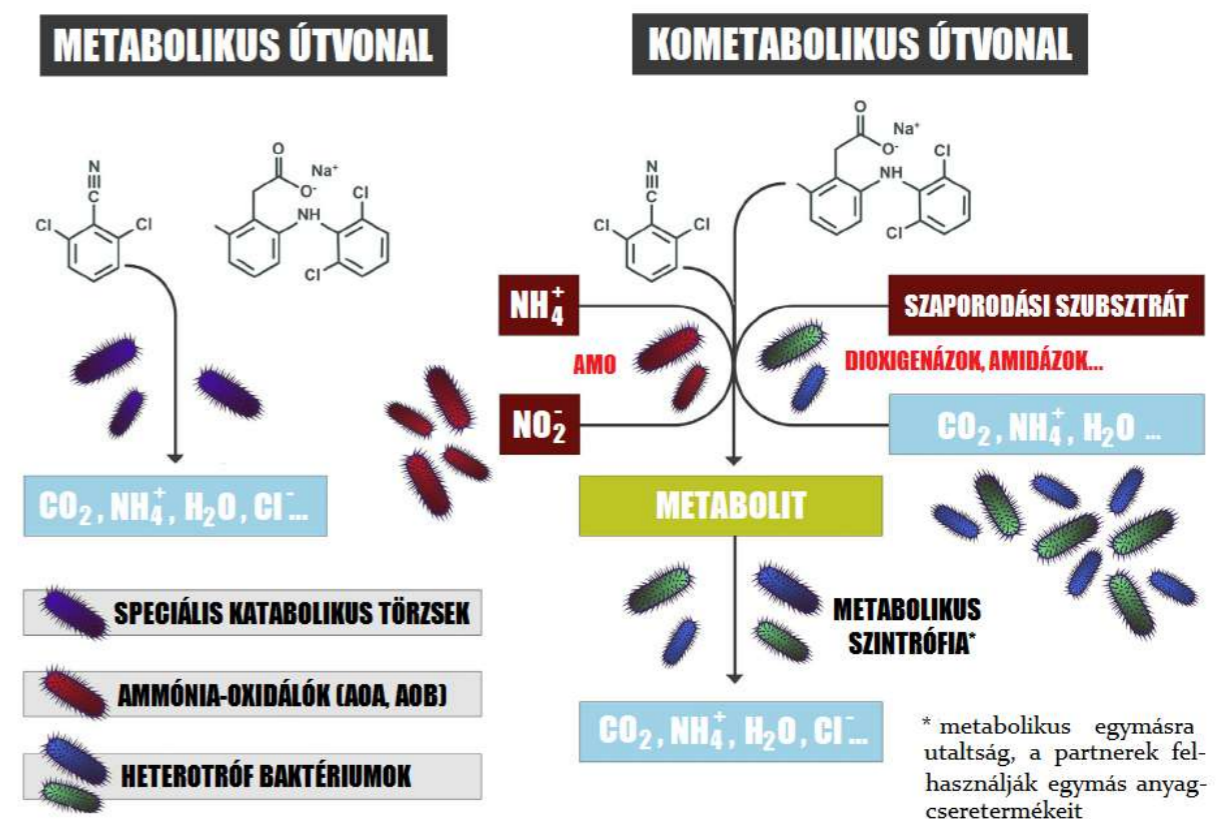 METABOLIKUS ÚTVONAL
N
C
Cl
Cl
O
Na⁺
O⁻
NH
Cl
Cl
CO₂, NH₄⁺, H₂O, Cl⁻...
SPECIÁLIS KATABOLIKUS TÖRZSEK
AMMÓNIA-OXIDÁLÓK (AOA, AOB)
HETEROTRÓF BAKTÉRIUMOK
KOMETABOLIKUS ÚTVONAL
O
Na⁺
O⁻
Cl
NH
Cl
N
C
Cl
Cl
NH₄⁺
SZAPORODÁSI SZUBSZTRÁT
AMO
DIOXIGENÁZOK, AMIDÁZOK...
NO₂⁻
CO₂, NH₄⁺, H₂O ...
METABOLIT
METABOLIKUS
SZINTRÓFIA*
CO₂, NH₄⁺, H₂O, Cl⁻...
* metabolikus egymásra
utaltság, a partnerek fel-
használják egymás anyag-
cseretermékeit